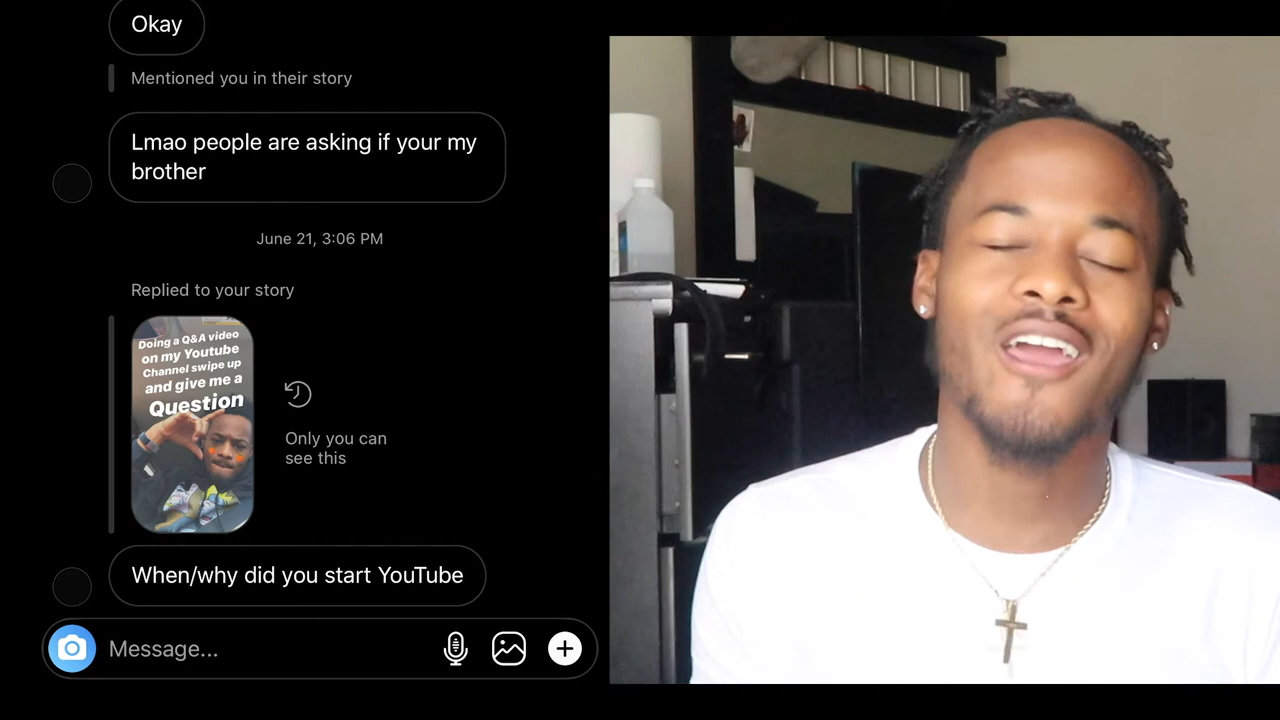 Okay
Mentioned you in their story
Lmao people are asking if your my
brother
June 21, 3:06 PM
Replied to your story
Doing a Q&A video
on my Youtube
Channel swipe up
and give me a
Question
Only you can
see this
When/why did you start YouTube
Message...